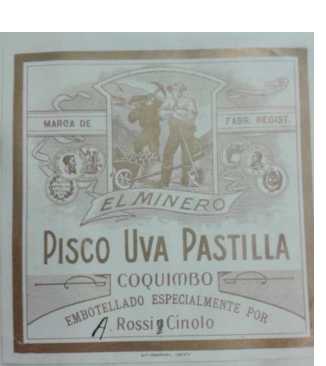 MARCA DE FABR. REGIST.
EL MINERO
PISCO UVA PASTILLA
COQUIMBO
EMBOTELLADO ESPECIALMENTE POR
A. Rossi y Cinolo